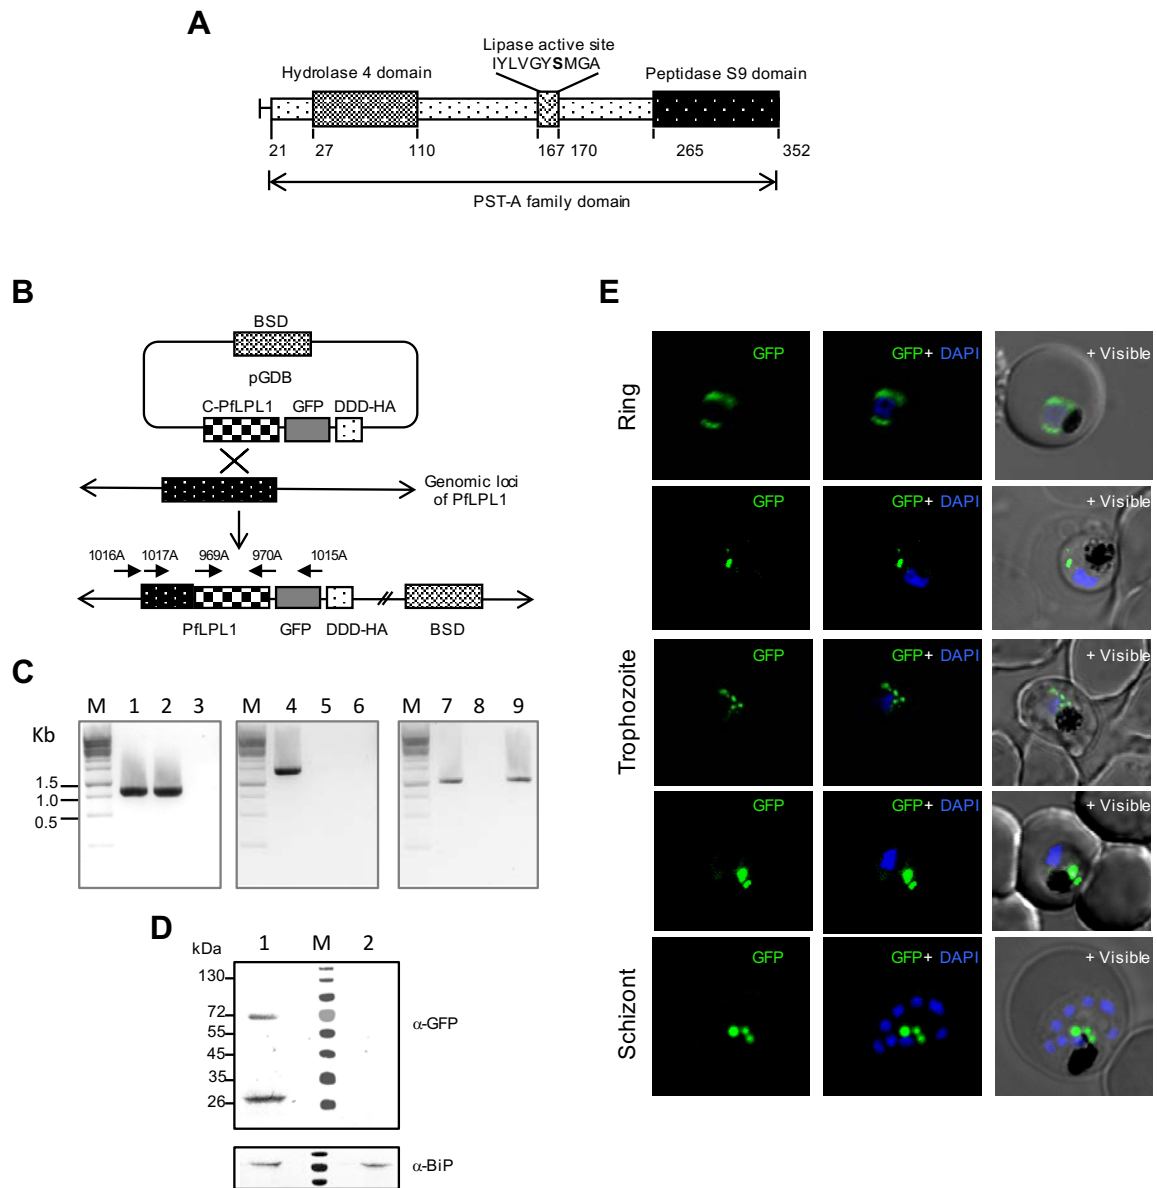 A
Lipase active site
IYLVGYSMGA
Hydrolase 4 domain
Peptidase S9 domain
21 27 110 167 170 265 352
PST-A family domain
B
BSD
pGDB
C-PfLPL1 GFP DDD-HA
Genomic loci
of PfLPL1
1016A 1017A 969A 970A 1015A
PfLPL1 GFP DDD-HA BSD
C
M 1 2 3 M 4 5 6 M 7 8 9
Kb
1.5
1.0
0.5
D
kDa 1 M 2
130
72
55
45
35
26
α-GFP
α-BiP
E
Ring
GFP GFP+ DAPI + Visible
GFP GFP+ DAPI + Visible
Trophozoite
GFP GFP+ DAPI + Visible
GFP GFP+ DAPI + Visible
Schizont
GFP GFP+ DAPI + Visible